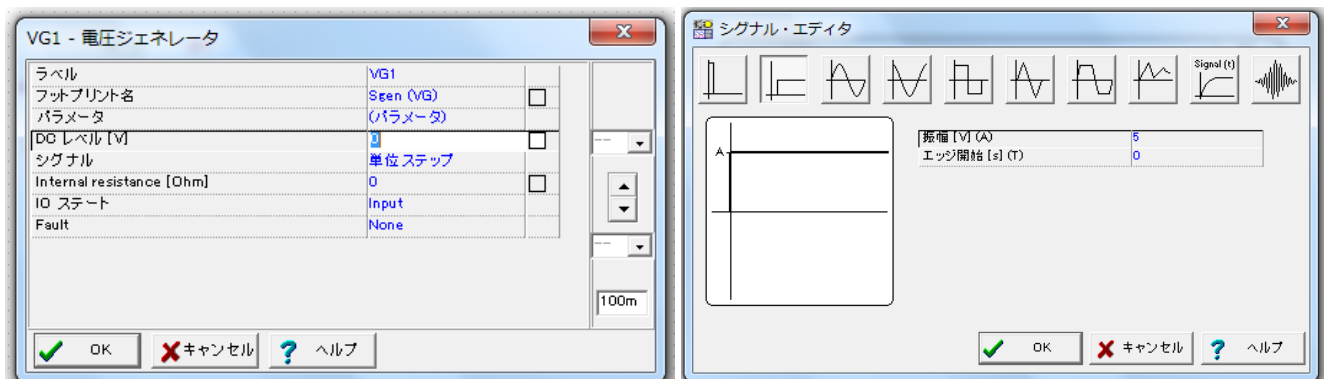 VG1 - 電圧ジェネレータ
ラベル VG1
フットプリント名 Sgen (VG)
パラメータ (パラメータ)
DC レベル [V] 0
シグナル 単位ステップ
Internal resistance [Ohm] 0
IO ステート Input
Fault None
--
--
100m
OK キャンセル ? ヘルプ
シグナル・エディタ
Signal (t)
A
振幅 [V] (A) 5
エッジ開始 [s] (T) 0
OK キャンセル ? ヘルプ